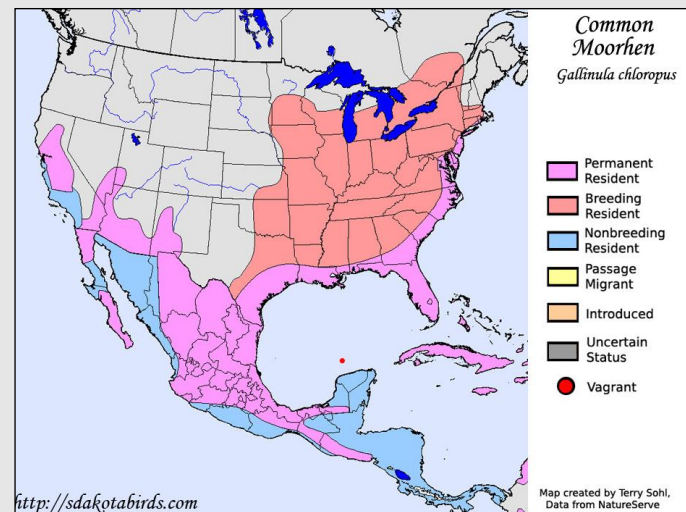 Common
Moorhen
Gallinula chloropus
Permanent
Resident
Breeding
Resident
Nonbreeding
Resident
Passage
Migrant
Introduced
Uncertain
Status
Vagrant
http://sdakotabirds.com
Map created by Terry Sohl,
Data from NatureServe